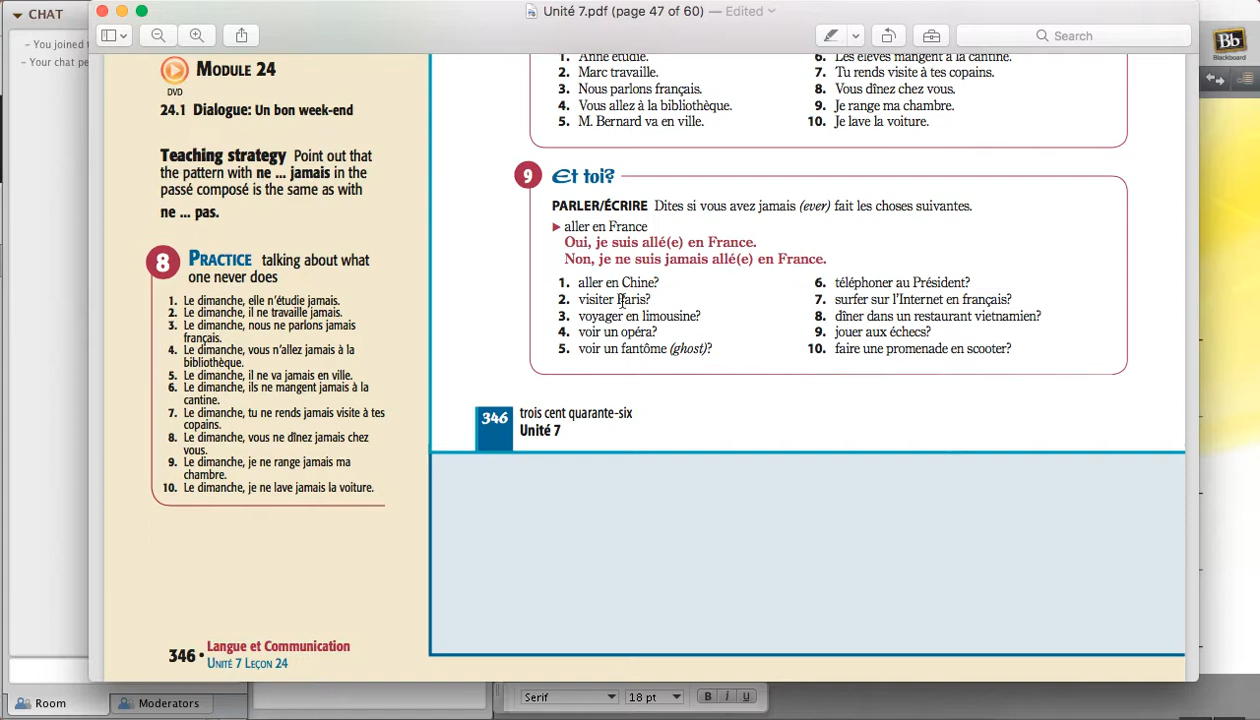 CHAT
Unité 7.pdf (page 47 of 60) — Edited
Search
Bb
Blackboard
– You joined
– Your chat pe
MODULE 24
DVD
24.1 Dialogue: Un bon week-end
Teaching strategy Point out that
the pattern with ne ... jamais in the
passé composé is the same as with
ne ... pas.
8 PRACTICE talking about what
one never does
1. Le dimanche, elle n'étudie jamais.
2. Le dimanche, il ne travaille jamais.
3. Le dimanche, nous ne parlons jamais
français.
4. Le dimanche, vous n'allez jamais à la
bibliothèque.
5. Le dimanche, il ne va jamais en ville.
6. Le dimanche, ils ne mangent jamais à la
cantine.
7. Le dimanche, tu ne rends jamais visite à tes
copains.
8. Le dimanche, vous ne dînez jamais chez
vous.
9. Le dimanche, je ne range jamais ma
chambre.
10. Le dimanche, je ne lave jamais la voiture.
346 • Langue et Communication
UNITÉ 7 LEÇON 24
1. Anne étudie.
2. Marc travaille.
3. Nous parlons français.
4. Vous allez à la bibliothèque.
5. M. Bernard va en ville.
6. Les élèves mangent à la cantine.
7. Tu rends visite à tes copains.
8. Vous dînez chez vous.
9. Je range ma chambre.
10. Je lave la voiture.
9 Et toi?
PARLER/ÉCRIRE Dites si vous avez jamais (ever) fait les choses suivantes.
▶ aller en France
Oui, je suis allé(e) en France.
Non, je ne suis jamais allé(e) en France.
1. aller en Chine?
2. visiter Paris?
3. voyager en limousine?
4. voir un opéra?
5. voir un fantôme (ghost)?
6. téléphoner au Président?
7. surfer sur l'Internet en français?
8. dîner dans un restaurant vietnamien?
9. jouer aux échecs?
10. faire une promenade en scooter?
346 trois cent quarante-six
Unité 7
Room
Moderators
Serif
18 pt
B i u